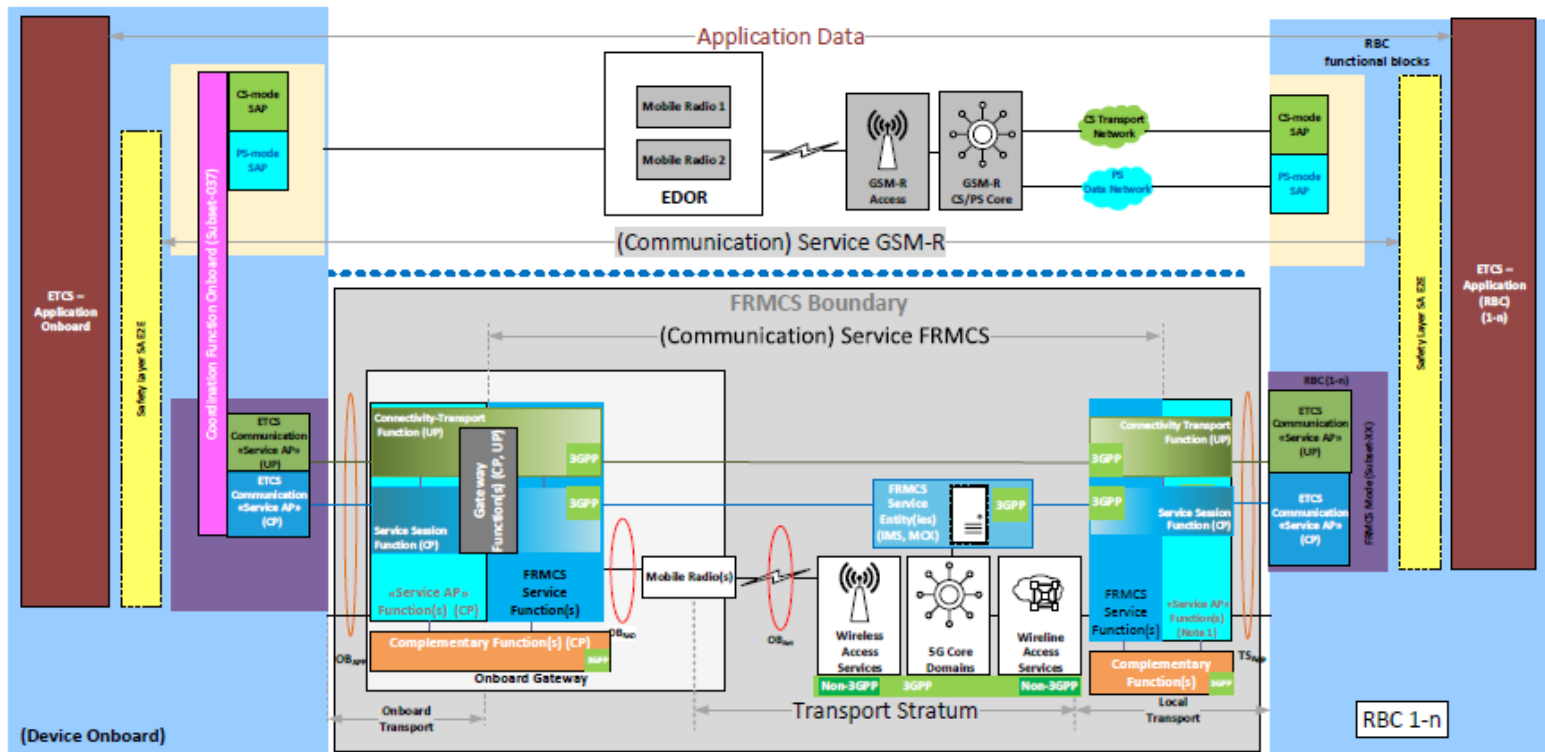 Application Data
RBC
functional blocks
CS-mode
SAP
PS-mode
SAP
Mobile Radio 1
Mobile Radio 2
EDOR
GSM-R
Access
GSM-R
CS/PS Core
CS Transport
Network
PS
Data Network
CS-mode
SAP
PS-mode
SAP
(Communication) Service GSM-R
Coordination Function Onboard (Subset-037)
Safety layer SA E2E
ETCS –
Application
Onboard
Safety Layer SA E2E
ETCS –
Application
(RBC)
(1-n)
FRMCS Boundary
(Communication) Service FRMCS
ETCS
Communication
«Service AP»
(UP)
ETCS
Communication
«Service AP»
(CP)
Connectivity-Transport
Function (UP)
Gateway
Function(s) (CP, UP)
3GPP
3GPP
Service Session
Function (CP)
«Service AP»
Function(s) (CP)
FRMCS
Service
Function(s)
Complementary Function(s) (CP)
3GPP
Onboard Gateway
OBAPP
OBRAD
Mobile Radio(s)
OBRet
FRMCS
Service
Entity(ies)
(IMS, MCX)
3GPP
Wireless
Access
Services
5G Core
Domains
Wireline
Access
Services
Non-3GPP
3GPP
Non-3GPP
Connectivity Transport
Function (UP)
3GPP
3GPP
Service Session
Function (CP)
FRMCS
Service
Function(s)
«Service AP»
Function(s)
(Note 1)
Complementary
Function(s)
3GPP
TSApp
RBC (1-n)
ETCS
Communication
«Service AP»
(UP)
ETCS
Communication
«Service AP»
(CP)
FRMCS Mode (Subset-XX)
Onboard
Transport
Transport Stratum
Local
Transport
(Device Onboard)
RBC 1-n